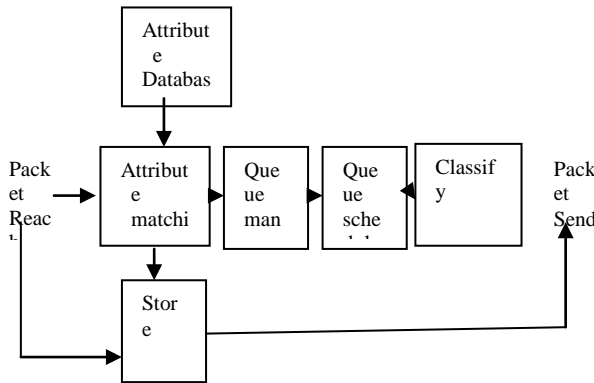 Attribut
e
Databas
Pack
et
Reac
Attribut
e
matchi
Que
ue
man
Que
ue
sche
Classif
y
Pack
et
Send
Stor
e